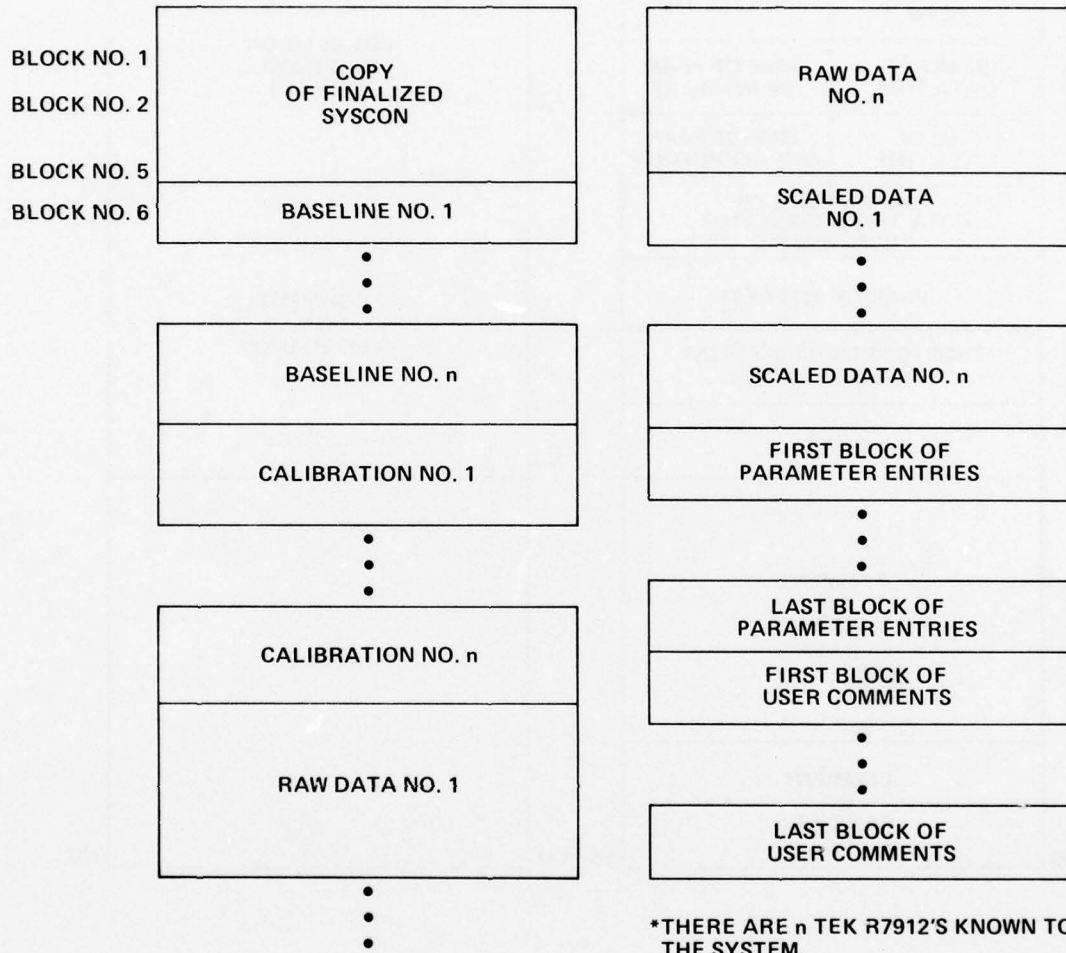 BLOCK NO. 1
BLOCK NO. 2
BLOCK NO. 5
BLOCK NO. 6
COPY
OF FINALIZED
SYSCON
BASELINE NO. 1
BASELINE NO. n
CALIBRATION NO. 1
CALIBRATION NO. n
RAW DATA NO. 1
RAW DATA
NO. n
SCALED DATA
NO. 1
SCALED DATA NO. n
FIRST BLOCK OF
PARAMETER ENTRIES
LAST BLOCK OF
PARAMETER ENTRIES
FIRST BLOCK OF
USER COMMENTS
LAST BLOCK OF
USER COMMENTS
*THERE ARE n TEK R7912'S KNOWN TO
THE SYSTEM